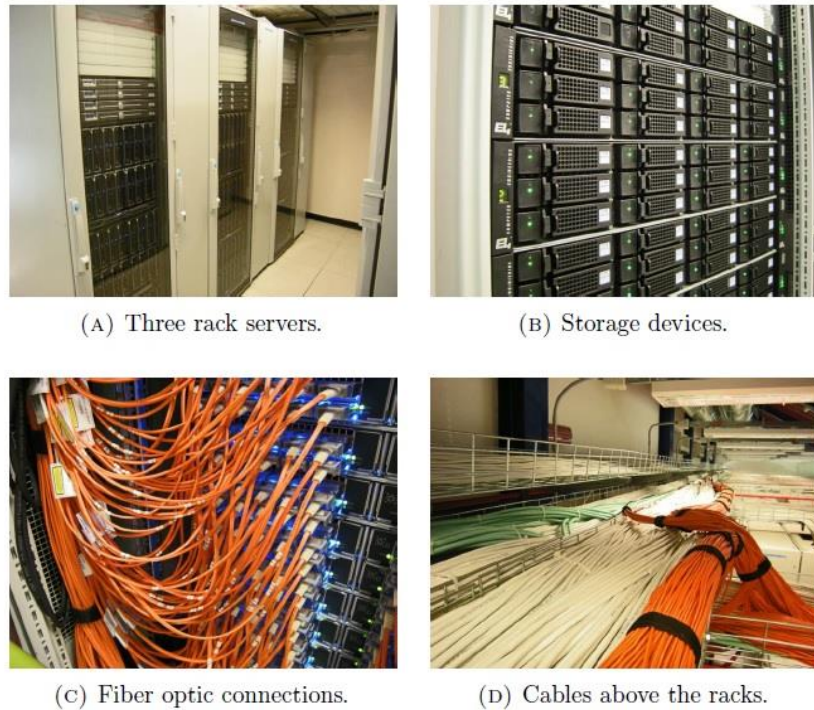 (A) Three rack servers.
(B) Storage devices.
(C) Fiber optic connections.
(D) Cables above the racks.